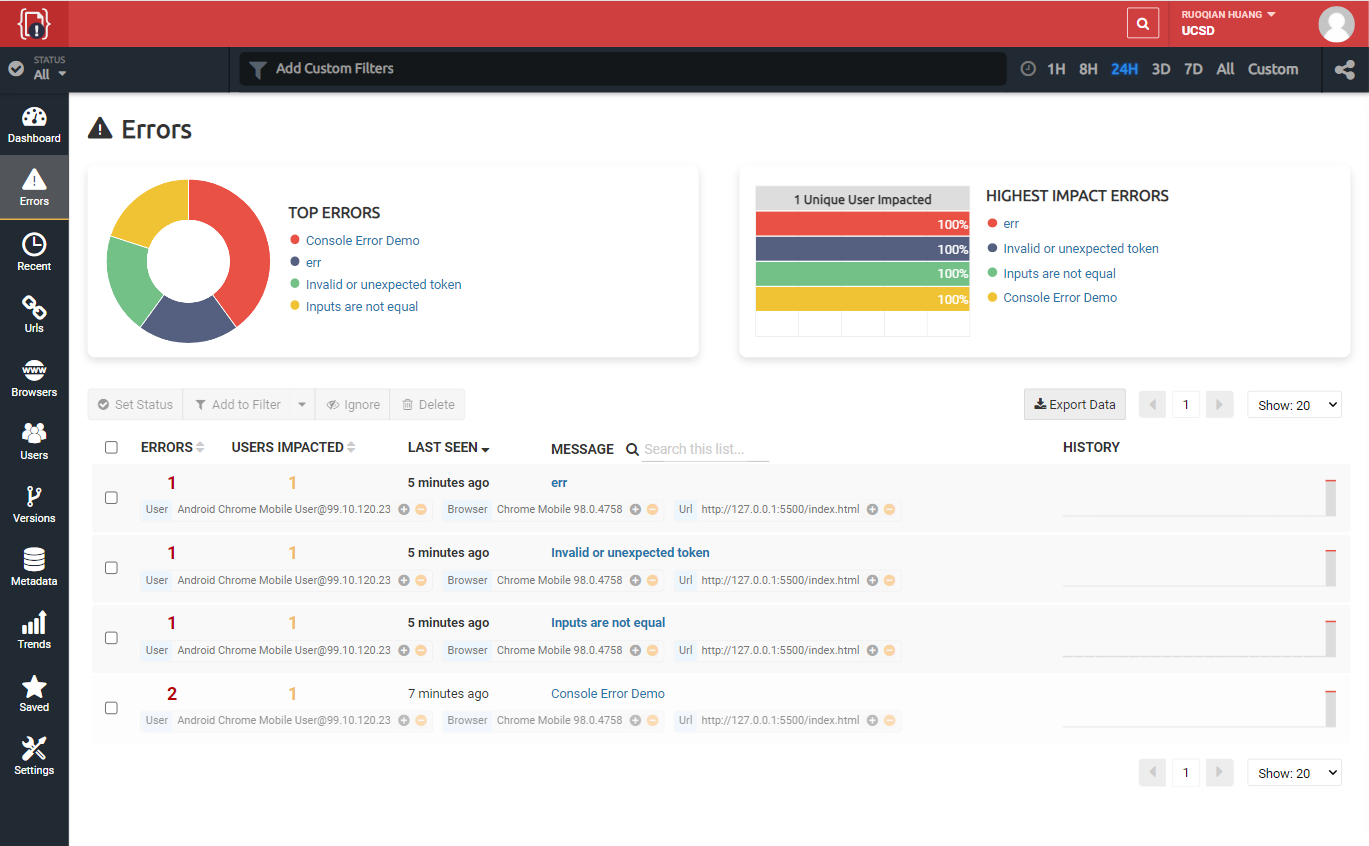 RUOQIAN HUANG
UCSD
STATUS
All
Add Custom Filters
1H 8H 24H 3D 7D All Custom
Dashboard
Errors
Recent
Urls
www
Browsers
Users
Versions
Metadata
Trends
Saved
Settings
Errors
TOP ERRORS
Console Error Demo
err
Invalid or unexpected token
Inputs are not equal
1 Unique User Impacted
100%
100%
100%
100%
HIGHEST IMPACT ERRORS
err
Invalid or unexpected token
Inputs are not equal
Console Error Demo
Set Status Add to Filter Ignore Delete
Export Data 1 Show: 20
ERRORS USERS IMPACTED LAST SEEN MESSAGE Search this list... HISTORY
1 1 5 minutes ago err
User Android Chrome Mobile User@99.10.120.23 Browser Chrome Mobile 98.0.4758 Url http://127.0.0.1:5500/index.html
1 1 5 minutes ago Invalid or unexpected token
User Android Chrome Mobile User@99.10.120.23 Browser Chrome Mobile 98.0.4758 Url http://127.0.0.1:5500/index.html
1 1 5 minutes ago Inputs are not equal
User Android Chrome Mobile User@99.10.120.23 Browser Chrome Mobile 98.0.4758 Url http://127.0.0.1:5500/index.html
2 1 7 minutes ago Console Error Demo
User Android Chrome Mobile User@99.10.120.23 Browser Chrome Mobile 98.0.4758 Url http://127.0.0.1:5500/index.html
1 Show: 20